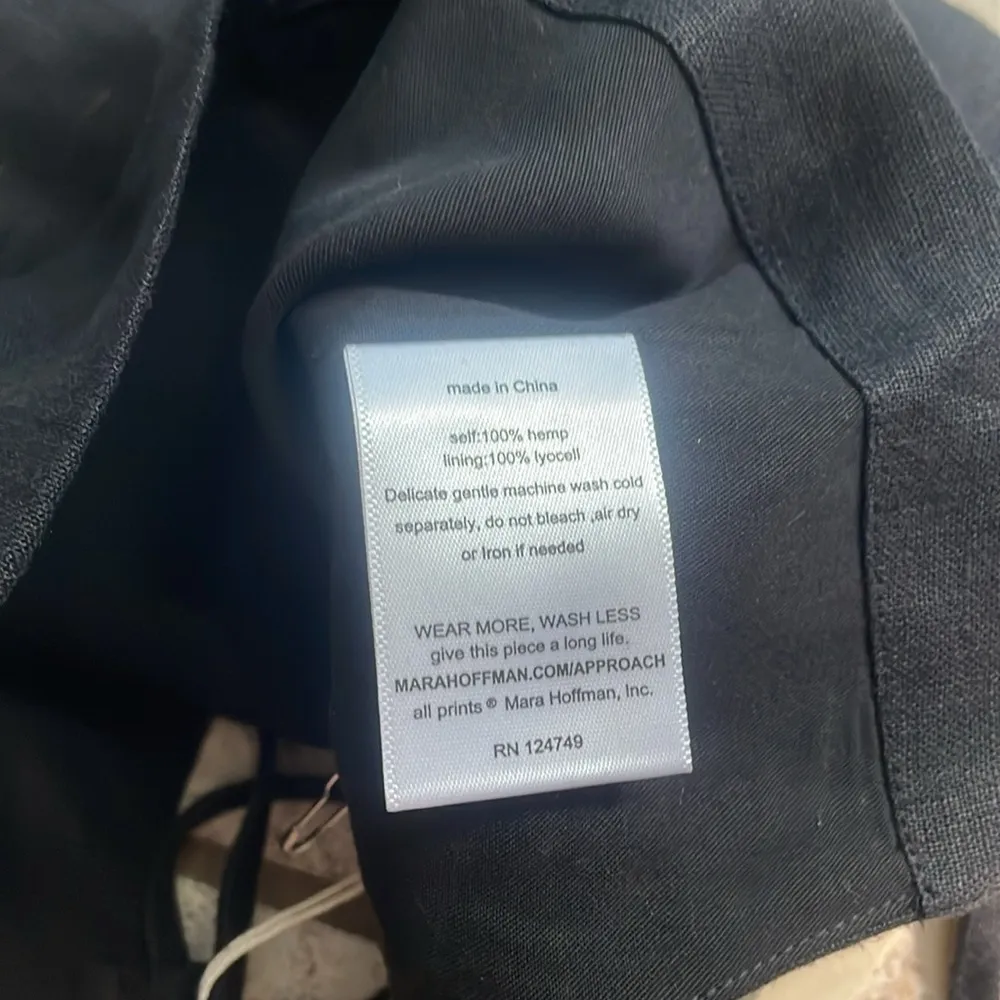 made in China
self:100% hemp
lining:100% lyocell
Delicate gentle machine wash cold
separately, do not bleach ,air dry
or Iron if needed
WEAR MORE, WASH LESS
give this piece a long life.
MARAHOFFMAN.COM/APPROACH
all prints ® Mara Hoffman, Inc.
RN 124749